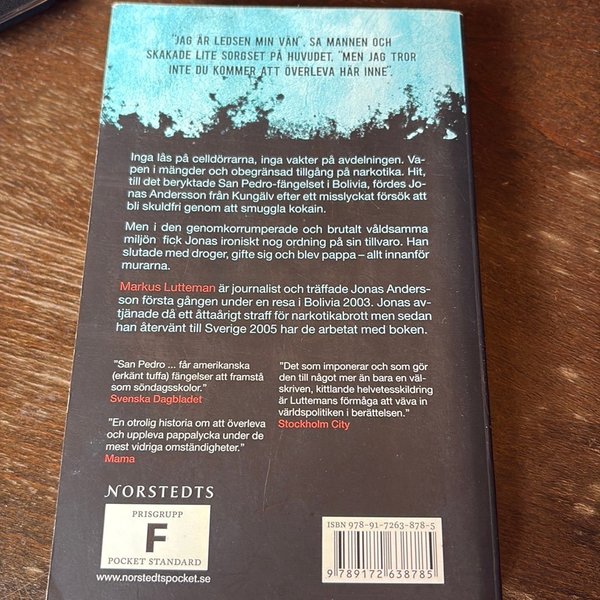 "JAG ÄR LEDSEN MIN VÄN", SA MANNEN OCH
SKAKADE LITE SORGSET PÅ HUVUDET. "MEN JAG TROR
INTE DU KOMMER ATT ÖVERLEVA HÄR INNE".
Inga lås på celldörrarna, inga vakter på avdelningen. Va-
pen i mängder och obegränsad tillgång på narkotika. Hit,
till det beryktade San Pedro-fängelset i Bolivia, fördes Jo-
nas Andersson från Kungälv efter ett misslyckat försök att
bli skuldfri genom att smuggla kokain.
Men i den genomkorrumperade och brutalt våldsamma
miljön fick Jonas ironiskt nog ordning på sin tillvaro. Han
slutade med droger, gifte sig och blev pappa – allt innanför
murarna.
Markus Lutteman är journalist och träffade Jonas Anders-
son första gången under en resa i Bolivia 2003. Jonas av-
tjänade då ett åttaårigt straff för narkotikabrott men sedan
han återvänt till Sverige 2005 har de arbetat med boken.
"San Pedro ... får amerikanska
(erkänt tuffa) fängelser att framstå
som söndagsskolor."
Svenska Dagbladet
"En otrolig historia om att överleva
och uppleva pappalycka under de
mest vidriga omständigheter."
Mama
"Det som imponerar och som gör
den till något mer än bara en väl-
skriven, kittlande helvetesskildring
är Luttemans förmåga att väva in
världspolitiken i berättelsen."
Stockholm City
NORSTEDTS
PRISGRUPP
F
POCKET STANDARD
www.norstedtspocket.se
ISBN 978-91-7263-878-5
9 789172 638785